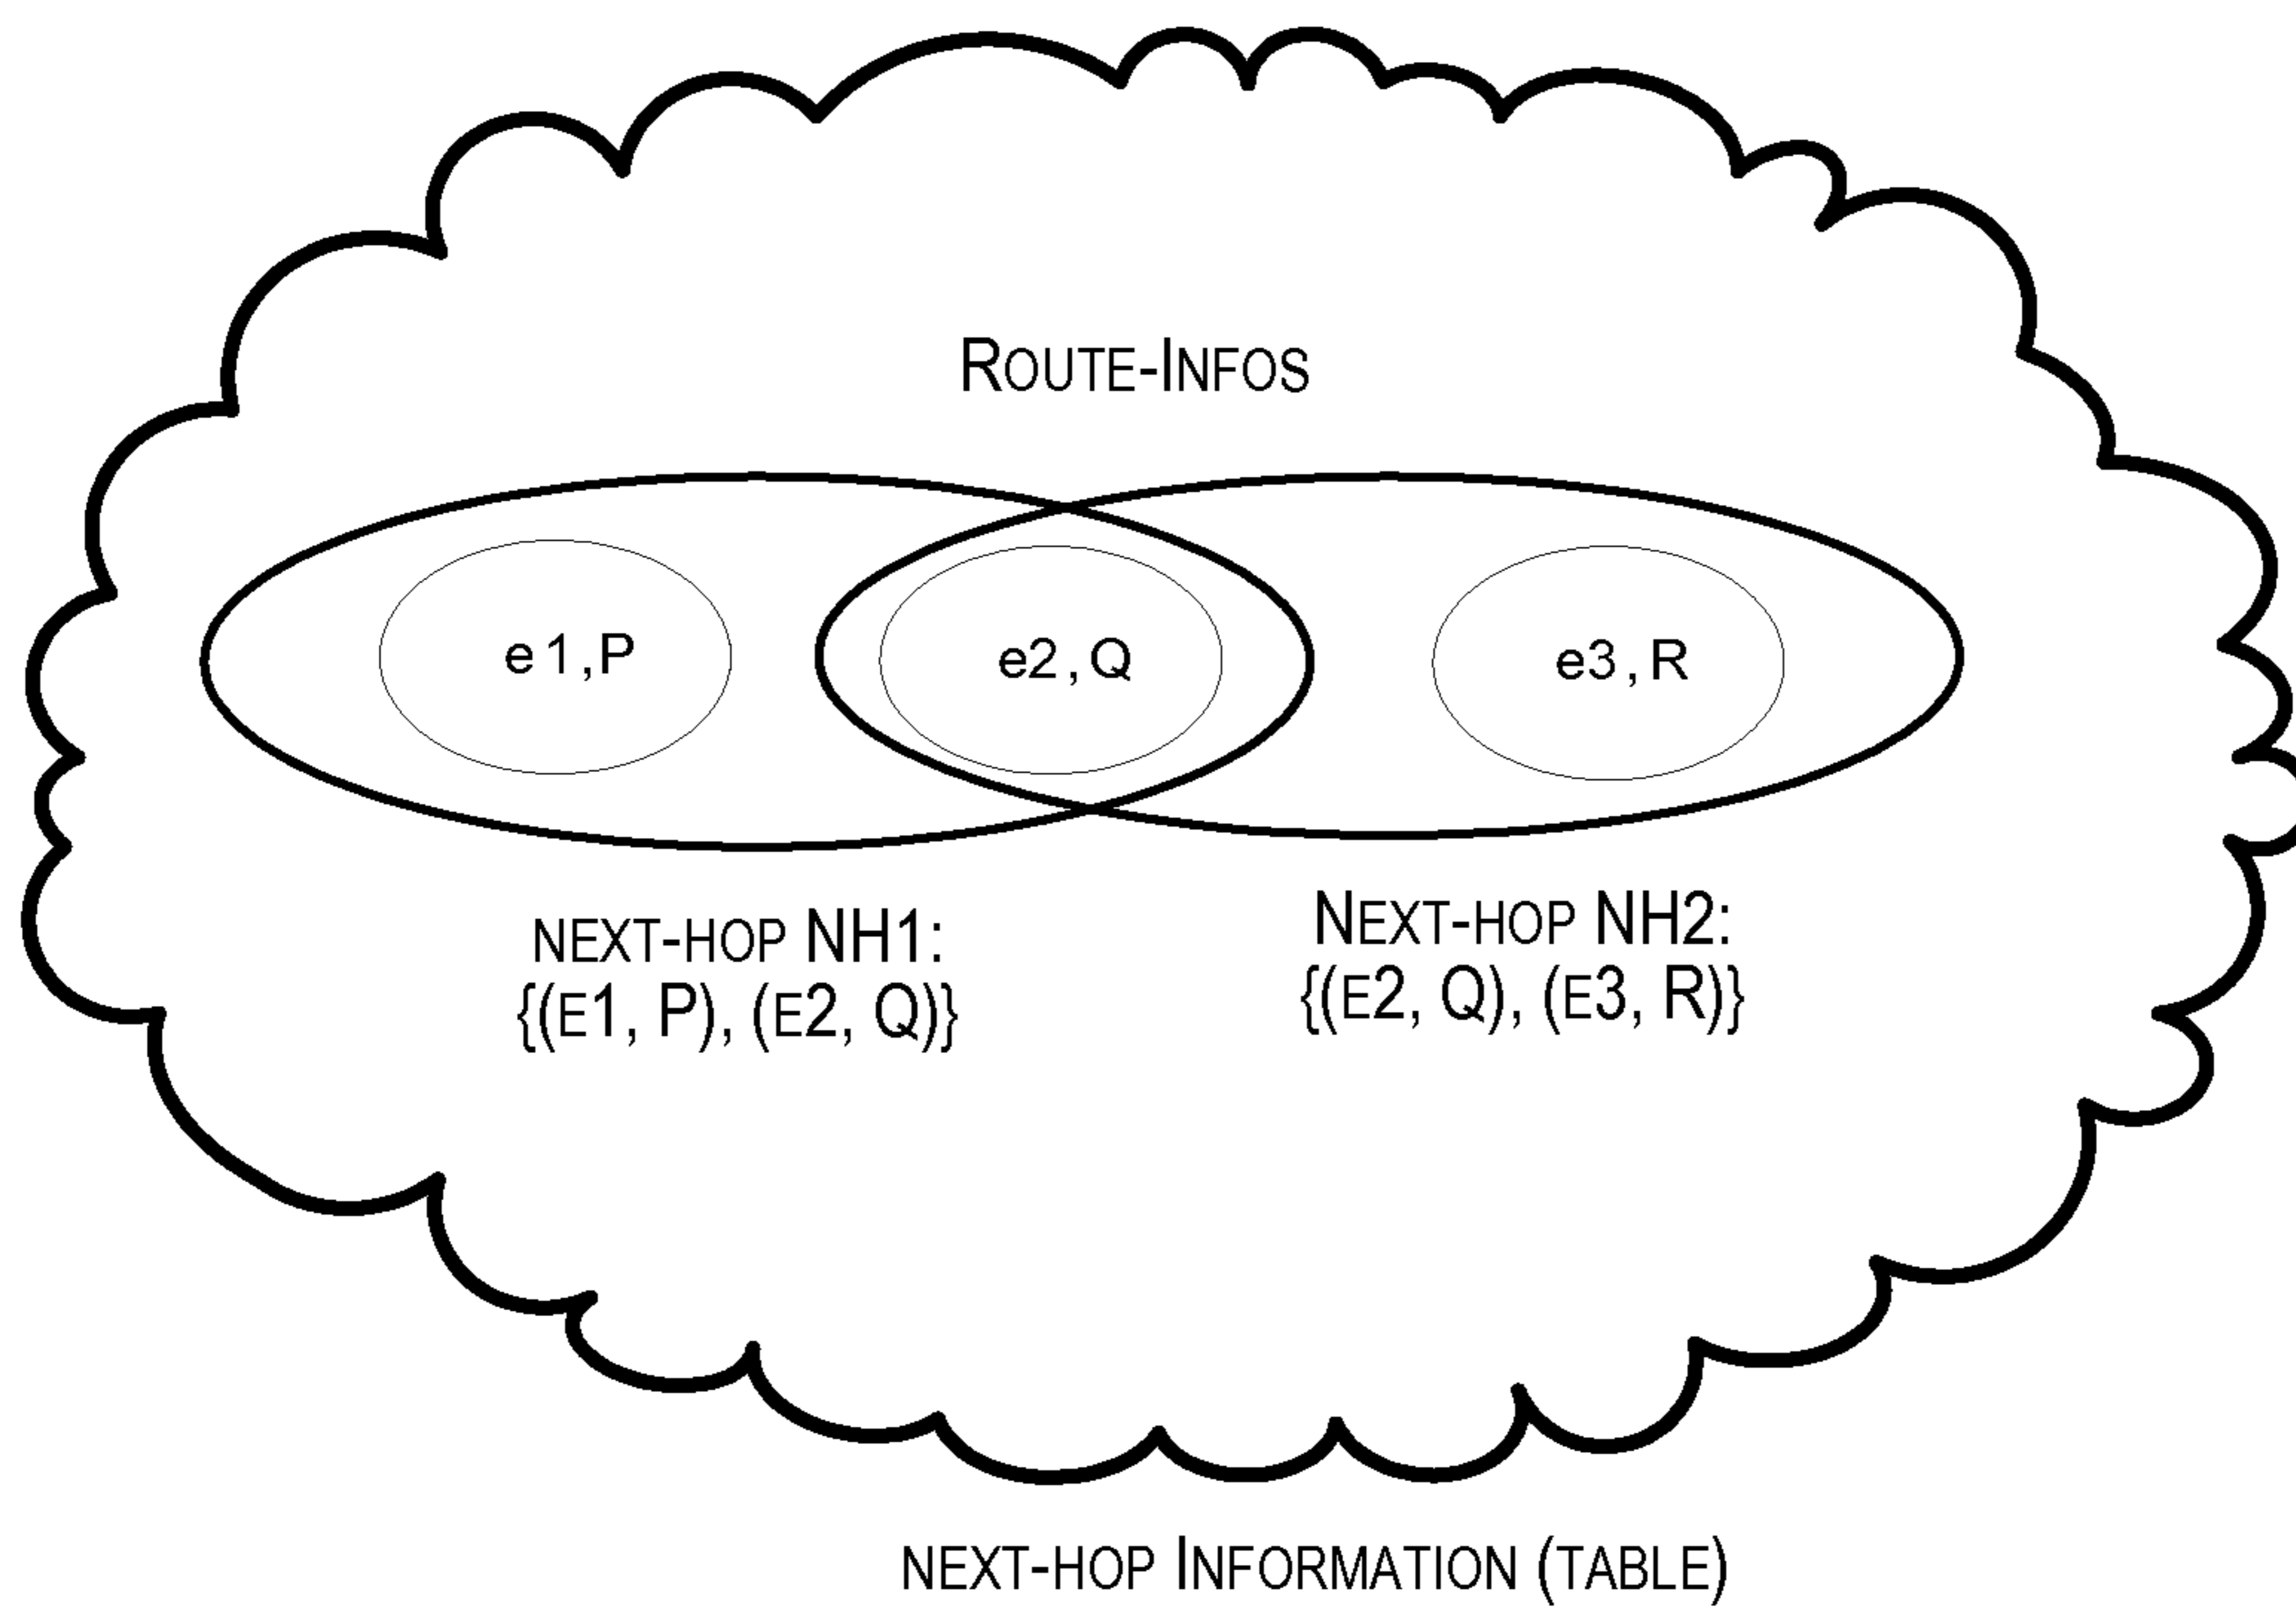 ROUTE-INFOS
e1,P
e2,Q
e3,R
NEXT-HOP NH1:
{(E1, P), (E2, Q)}
NEXT-HOP NH2:
{(E2, Q), (E3, R)}
NEXT-HOP INFORMATION (TABLE)